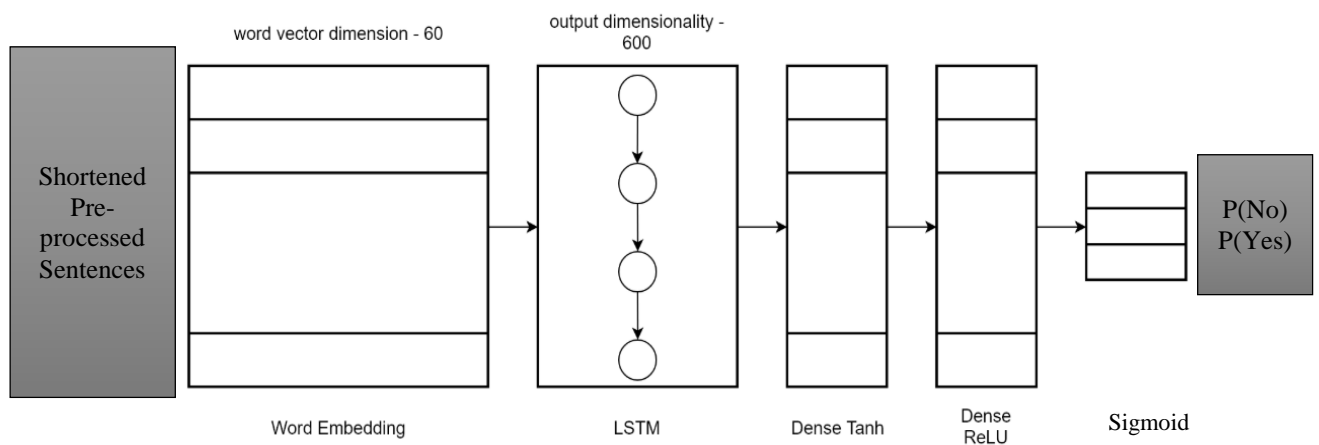 word vector dimension - 60
output dimensionality -
600
Shortened
Pre-
processed
Sentences
P(No)
P(Yes)
Word Embedding
LSTM
Dense Tanh
Dense
ReLU
Sigmoid